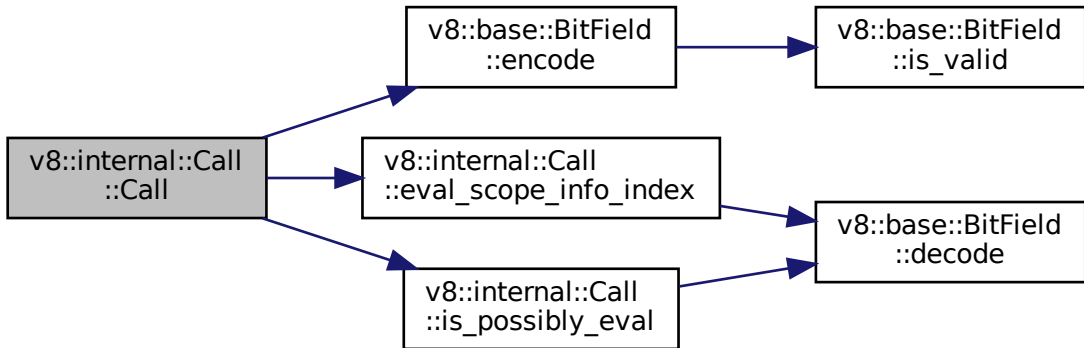 v8::internal::Call
::Call
v8::base::BitField
::encode
v8::base::BitField
::is_valid
v8::internal::Call
::eval_scope_info_index
v8::internal::Call
::is_possibly_eval
v8::base::BitField
::decode